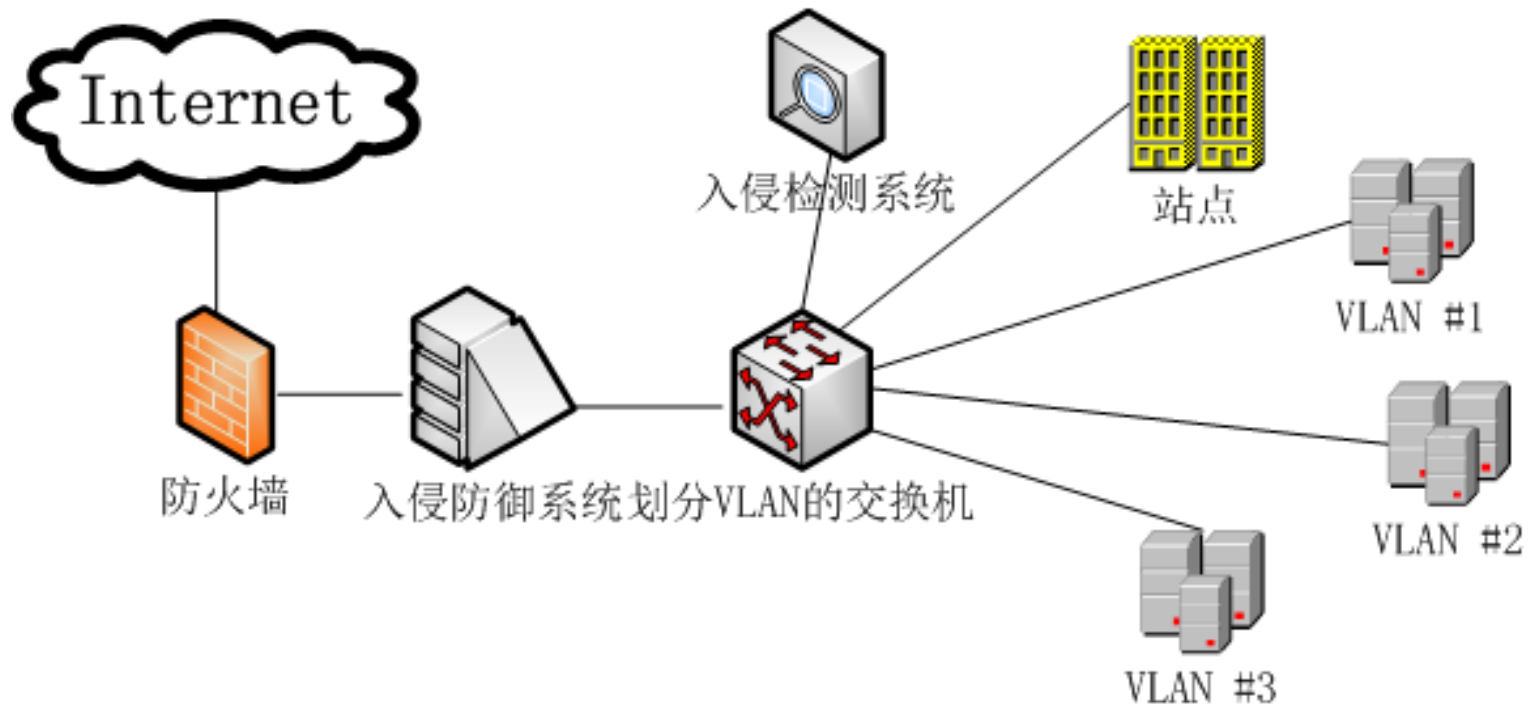 Internet
入侵检测系统
站点
VLAN #1
防火墙
入侵防御系统
划分VLAN的交换机
VLAN #2
VLAN #3